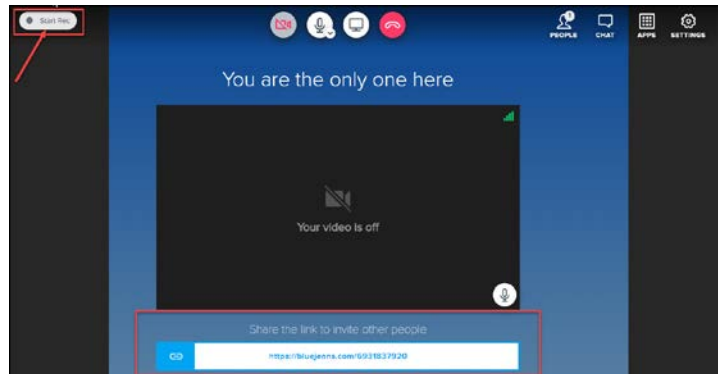 Start Rec
1
PEOPLE
CHAT
APPS
SETTINGS
You are the only one here
Your video is off
Share the link to invite other people
https://bluejeans.com/6931837920